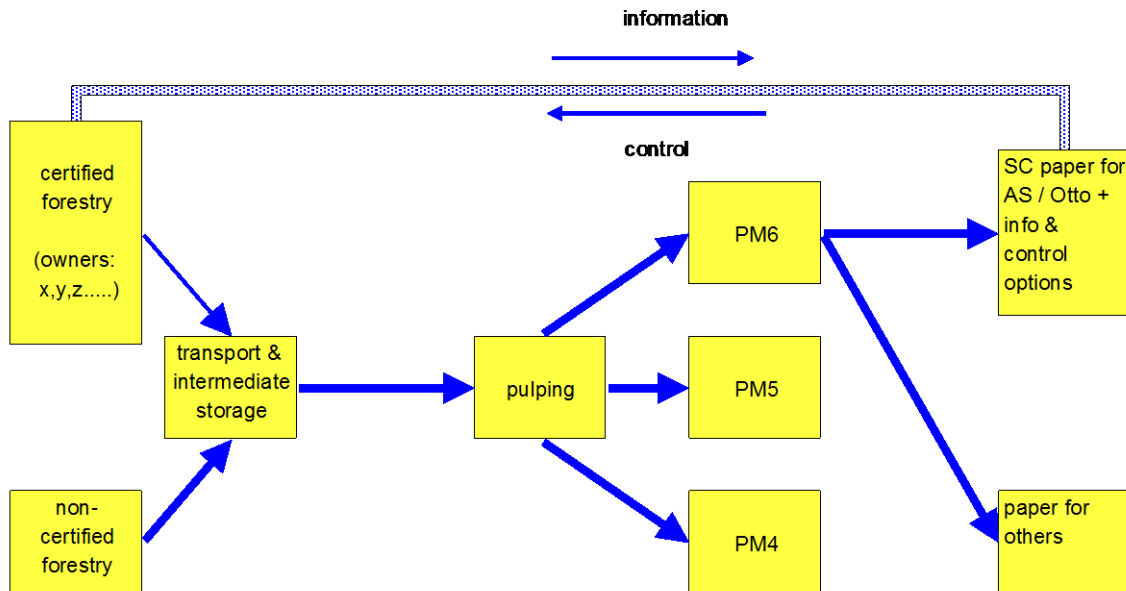 information
control
certified
forestry
(owners:
x,y,z.....)
SC paper for
AS / Otto +
info &
control
options
PM6
transport &
intermediate
storage
pulping
PM5
non-
certified
forestry
PM4
paper for
others